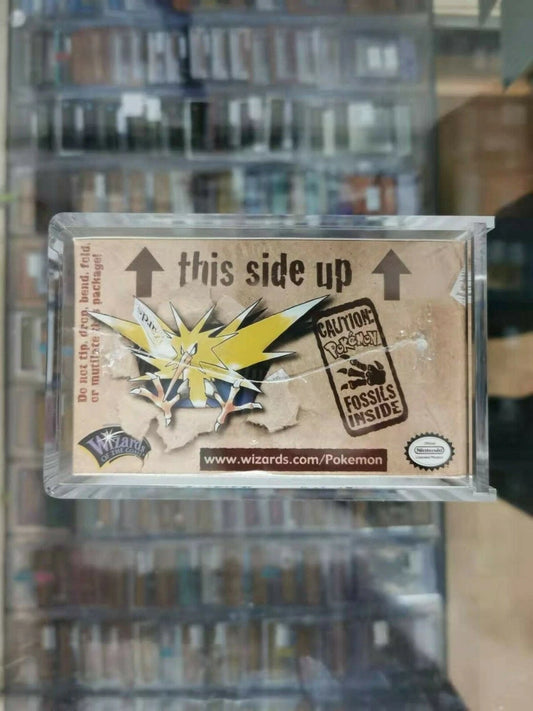 this side up
Do not tip, drop, bend, fold,
or mutilate the package!
CAUTION:
POKéMON
FOSSILS
INSIDE
Wizards
OF THE COAST
www.wizards.com/Pokemon
Official
Nintendo
Licensed Product